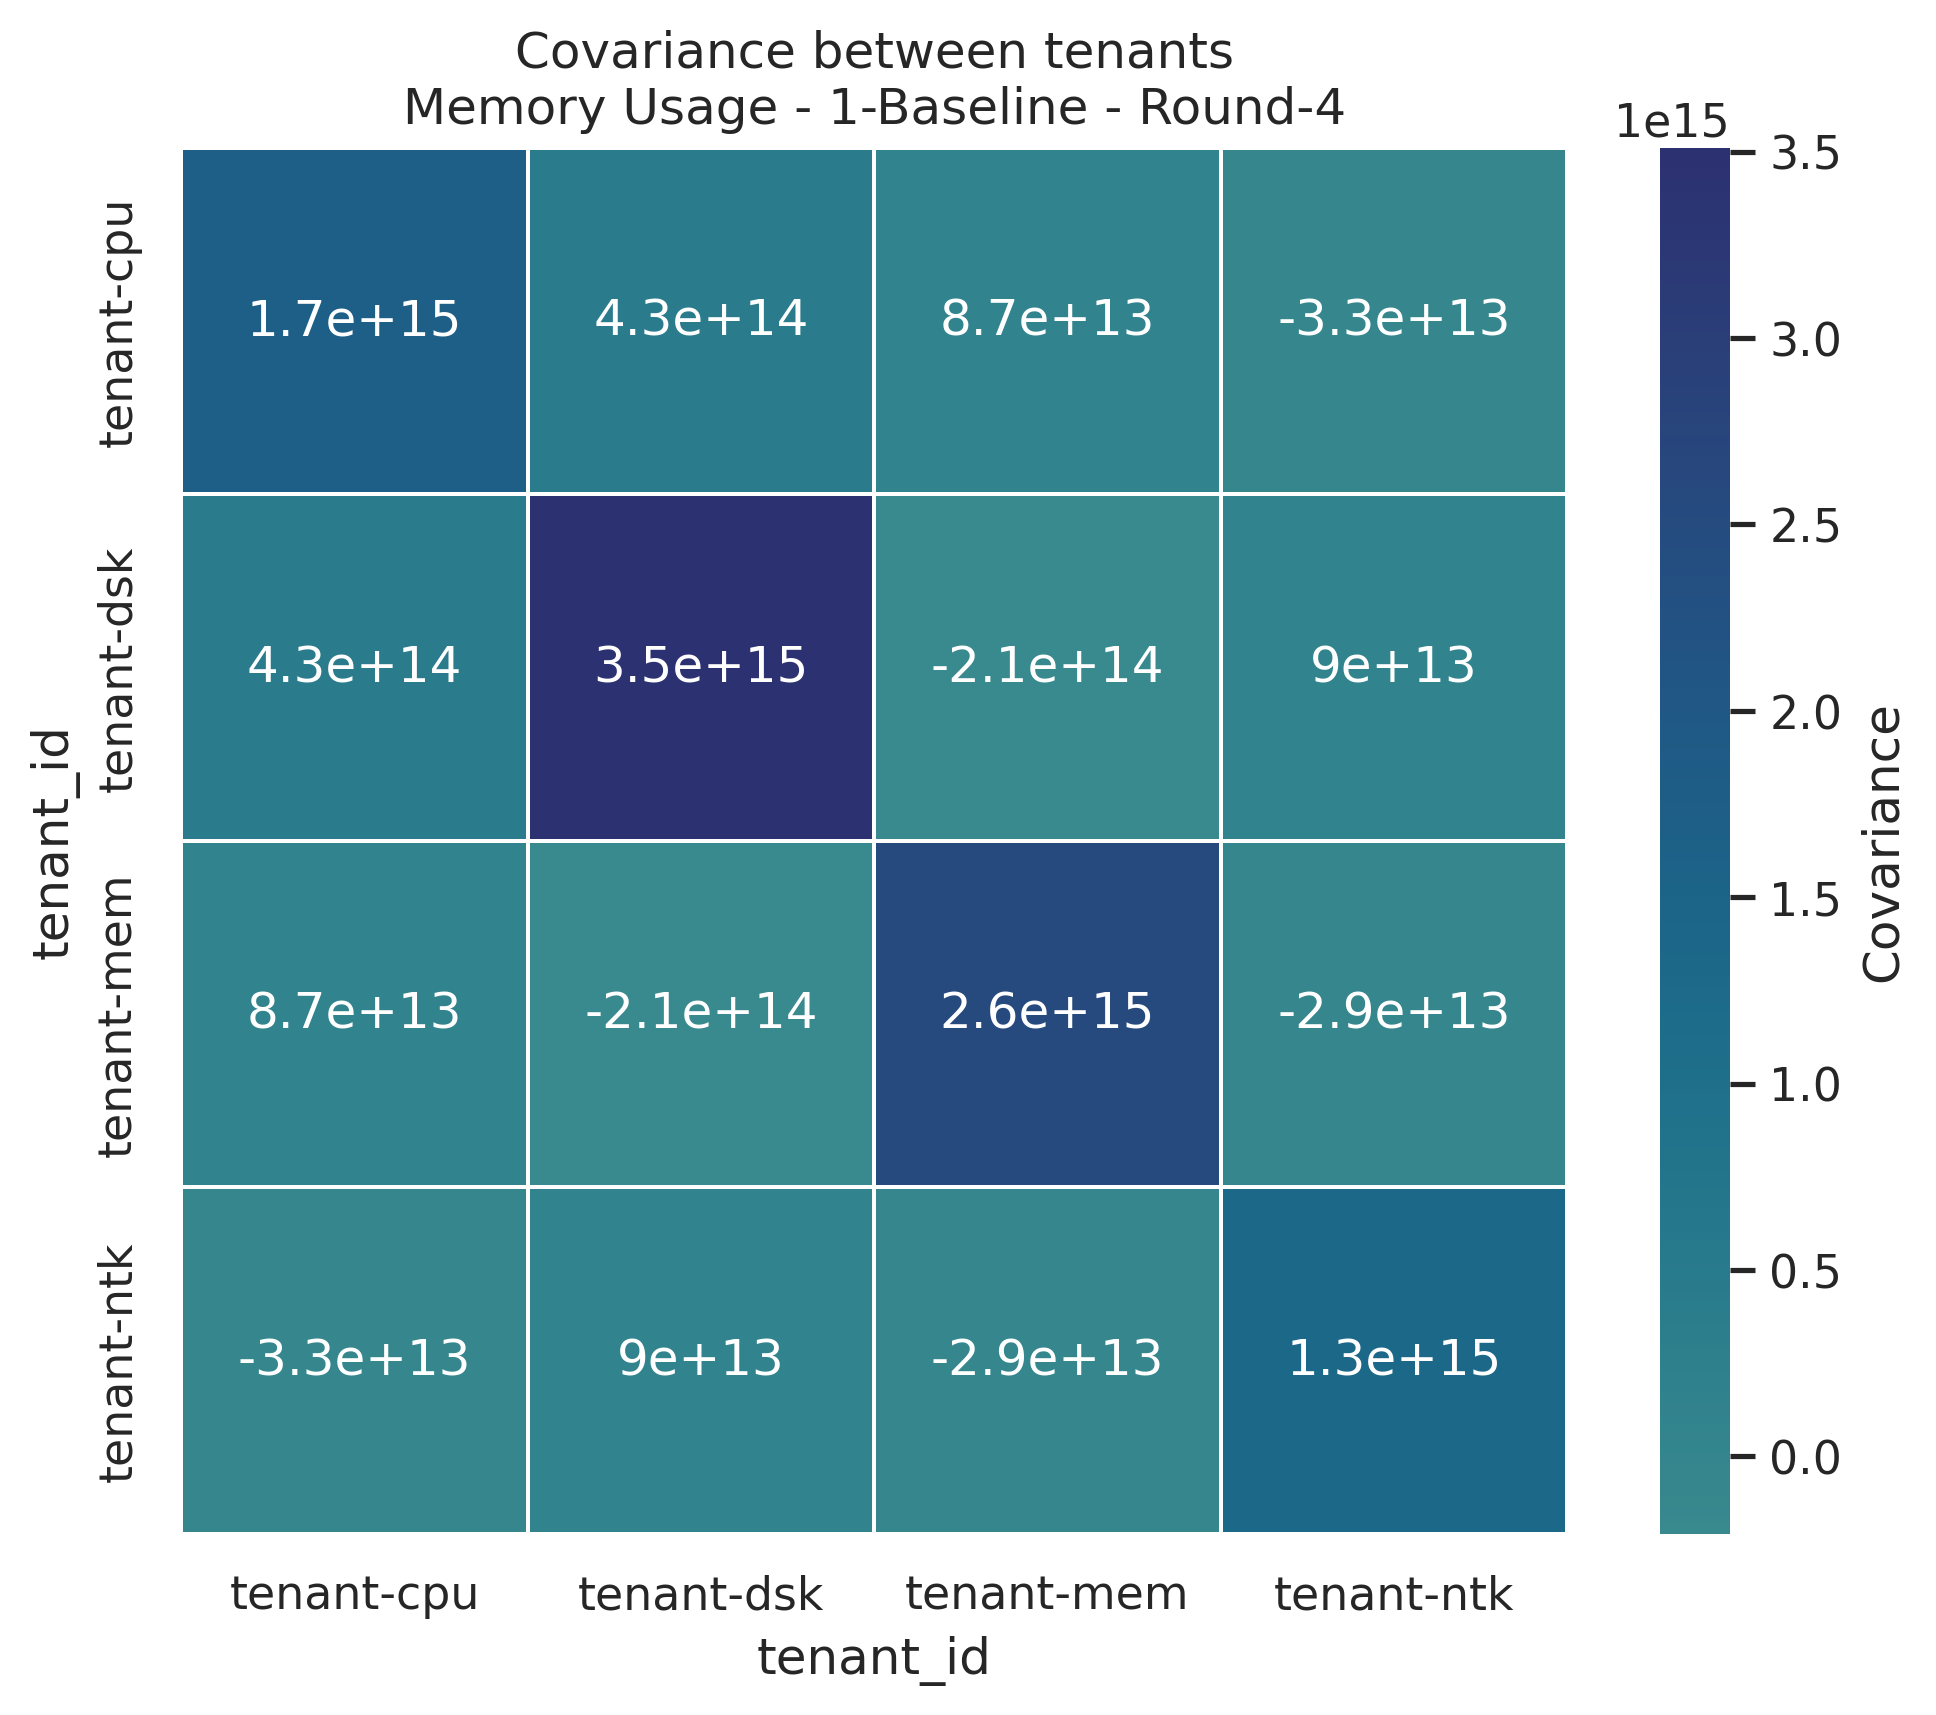 Covariance between tenants
Memory Usage - 1-Baseline - Round-4
1e15
3.5
3.0
2.5
2.0
1.5
1.0
0.5
0.0
Covariance
tenant_id
tenant-cpu
1.7e+15 4.3e+14 8.7e+13 -3.3e+13
tenant-dsk
4.3e+14 3.5e+15 -2.1e+14 9e+13
tenant-mem
8.7e+13 -2.1e+14 2.6e+15 -2.9e+13
tenant-ntk
-3.3e+13 9e+13 -2.9e+13 1.3e+15
tenant-cpu tenant-dsk tenant-mem tenant-ntk
tenant_id